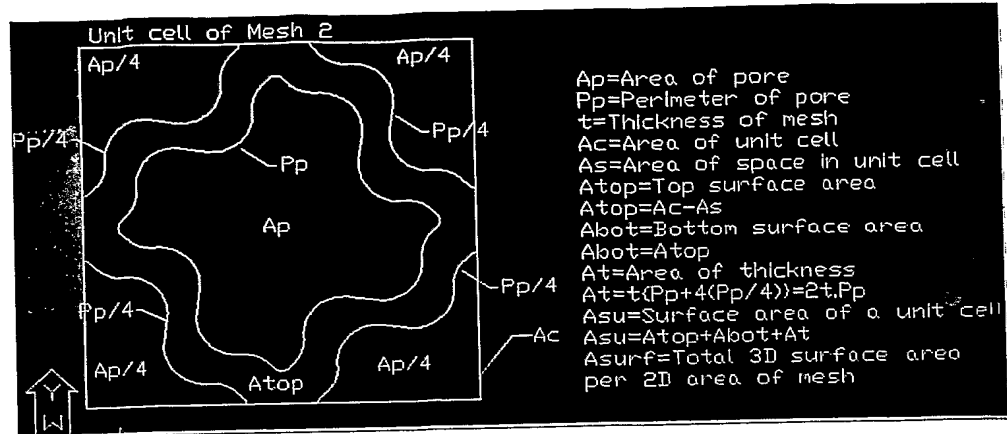 Unit cell of Mesh 2
Ap/4
Ap/4
Pp/4
Pp/4
Pp
Ap
Pp/4
Pp/4
Ac
Ap/4
Ap/4
Atop
Y
W
Ap=Area of pore
Pp=Perimeter of pore
t=Thickness of mesh
Ac=Area of unit cell
As=Area of space in unit cell
Atop=Top surface area
Atop=Ac-As
Abot=Bottom surface area
Abot=Atop
At=Area of thickness
At=t(Pp+4(Pp/4))=2t.Pp
Asu=Surface area of a unit cell
Asu=Atop+Abot+At
Asurf=Total 3D surface area
per 2D area of mesh